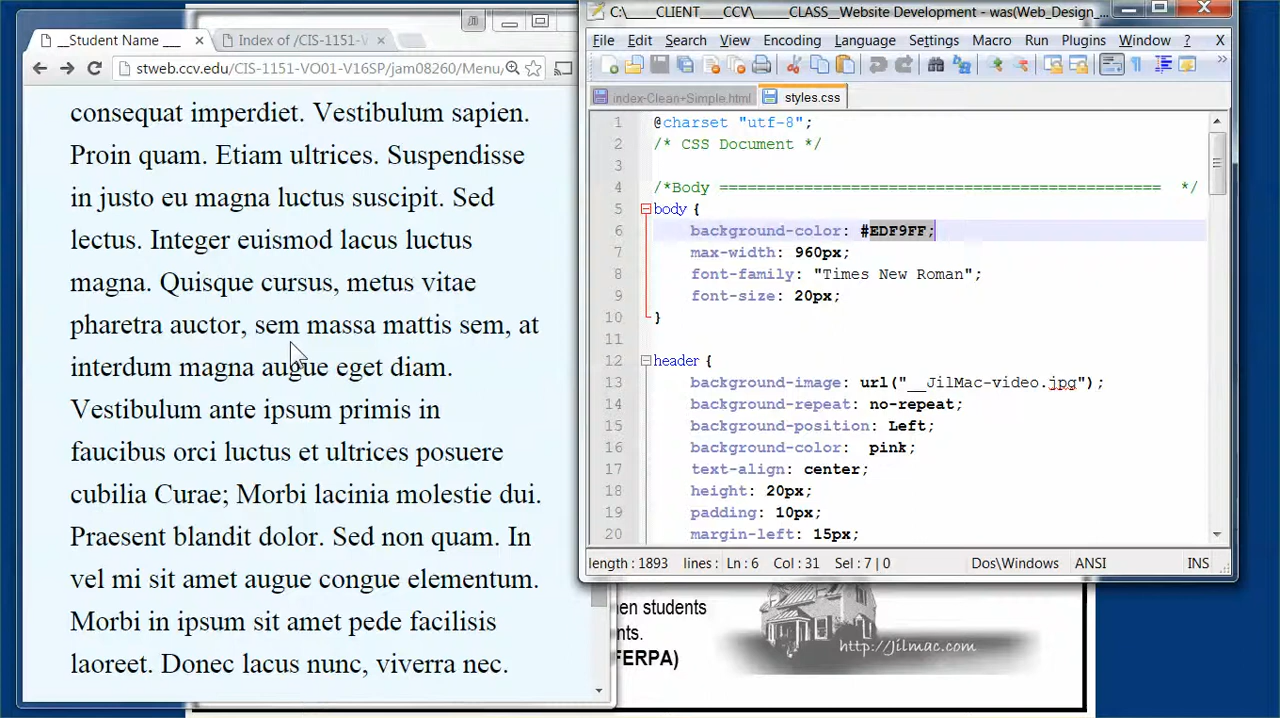 __Student Name ___
Index of /CIS-1151-V
stweb.ccv.edu/CIS-1151-VO01-V16SP/jam08260/Menu/
consequat imperdiet. Vestibulum sapien.
Proin quam. Etiam ultrices. Suspendisse
in justo eu magna luctus suscipit. Sed
lectus. Integer euismod lacus luctus
magna. Quisque cursus, metus vitae
pharetra auctor, sem massa mattis sem, at
interdum magna augue eget diam.
Vestibulum ante ipsum primis in
faucibus orci luctus et ultrices posuere
cubilia Curae; Morbi lacinia molestie dui.
Praesent blandit dolor. Sed non quam. In
vel mi sit amet augue congue elementum.
Morbi in ipsum sit amet pede facilisis
laoreet. Donec lacus nunc, viverra nec.
C:\____CLIENT___CCV\_____CLASS__Website Development - was(Web_Design_...
File Edit Search View Encoding Language Settings Macro Run Plugins Window ? X
index-Clean+Simple.html
styles.css
1 @charset "utf-8";
2 /* CSS Document */
3
4 /*Body =============================================== */
5 body {
6 background-color: #EDF9FF;
7 max-width: 960px;
8 font-family: "Times New Roman";
9 font-size: 20px;
10 }
11
12 header {
13 background-image: url("__JilMac-video.jpg");
14 background-repeat: no-repeat;
15 background-position: Left;
16 background-color: pink;
17 text-align: center;
18 height: 20px;
19 padding: 10px;
20 margin-left: 15px;
length : 1893 lines : Ln : 6 Col : 31 Sel : 7 | 0 Dos\Windows ANSI INS
en students
nts.
FERPA)
http://jilmac.com